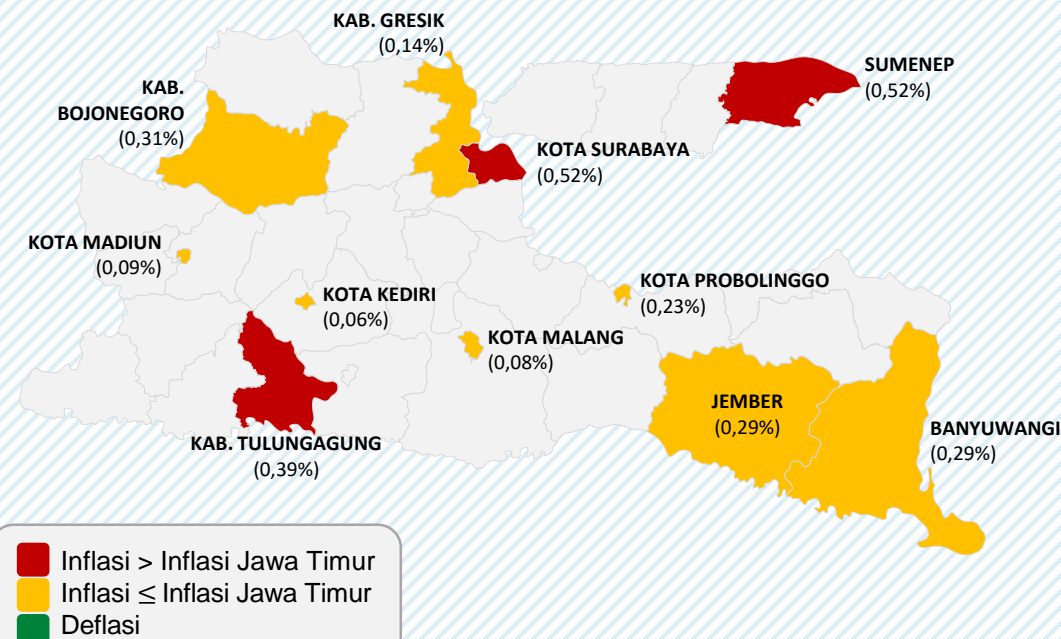 KAB. GRESIK
(0,14%)
SUMENEP
(0,52%)
KAB.
BOJONEGORO
(0,31%)
KOTA SURABAYA
(0,52%)
KOTA MADIUN
(0,09%)
KOTA KEDIRI
(0,06%)
KOTA PROBOLINGGO
(0,23%)
KOTA MALANG
(0,08%)
JEMBER
(0,29%)
BANYUWANGI
(0,29%)
KAB. TULUNGAGUNG
(0,39%)
Inflasi > Inflasi Jawa Timur
Inflasi ≤ Inflasi Jawa Timur
Deflasi